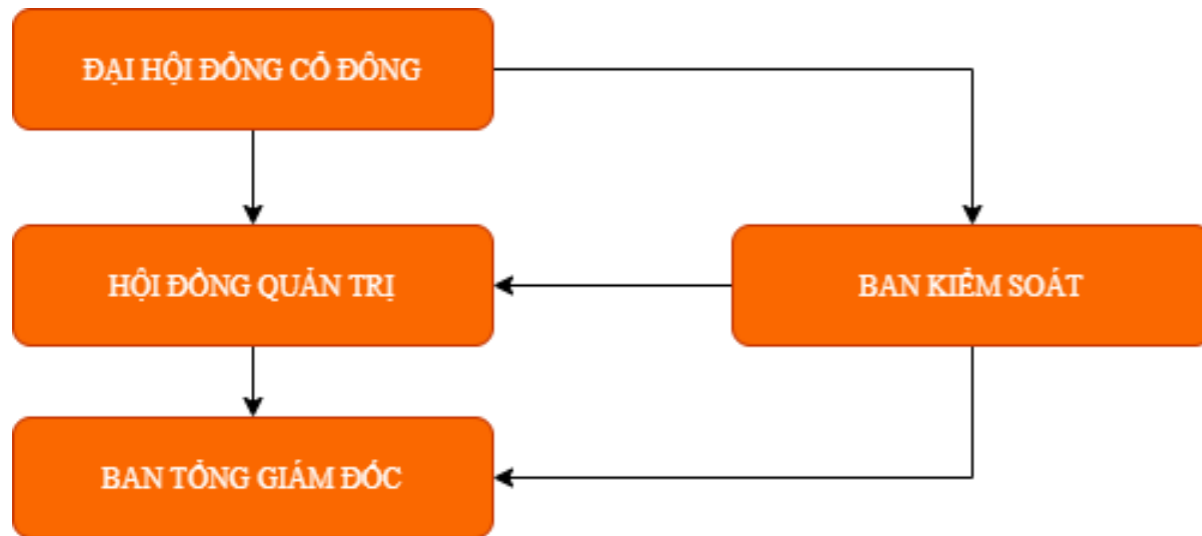 ĐẠI HỘI ĐỒNG CỔ ĐÔNG
HỘI ĐỒNG QUẢN TRỊ
BAN KIỂM SOÁT
BAN TỔNG GIÁM ĐỐC